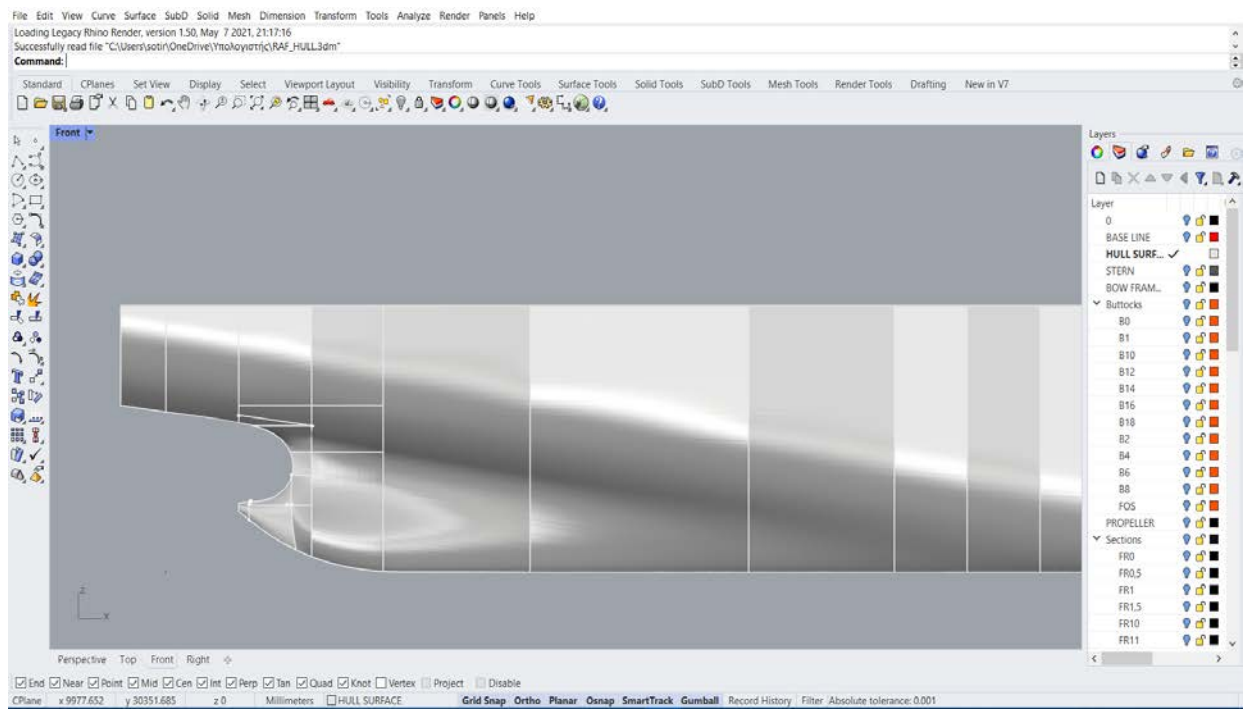 File Edit View Curve Surface SubD Solid Mesh Dimension Transform Tools Analyze Render Panels Help
Loading Legacy Rhino Render, version 1.50, May 7 2021, 21:17:16
Successfully read file "C:\Users\sotir\OneDrive\Υπολογιστής\RAF_HULL.3dm"
Command:
Standard CPlanes Set View Display Select Viewport Layout Visibility Transform Curve Tools Surface Tools Solid Tools SubD Tools Mesh Tools Render Tools Drafting New in V7
Front
Layers
Layer
0
BASE LINE
HULL SURF...
STERN
BOW FRAM...
Buttocks
B0
B1
B10
B12
B14
B16
B18
B2
B4
B6
B8
FOS
PROPELLER
Sections
FR0
FR0,5
FR1
FR1,5
FR10
FR11
z
x
Perspective Top Front Right
End Near Point Mid Cen Int Perp Tan Quad Knot Vertex Project Disable
CPlane x 9977.652 y 30351.685 z 0 Millimeters HULL SURFACE Grid Snap Ortho Planar Osnap SmartTrack Gumball Record History Filter Absolute tolerance: 0.001